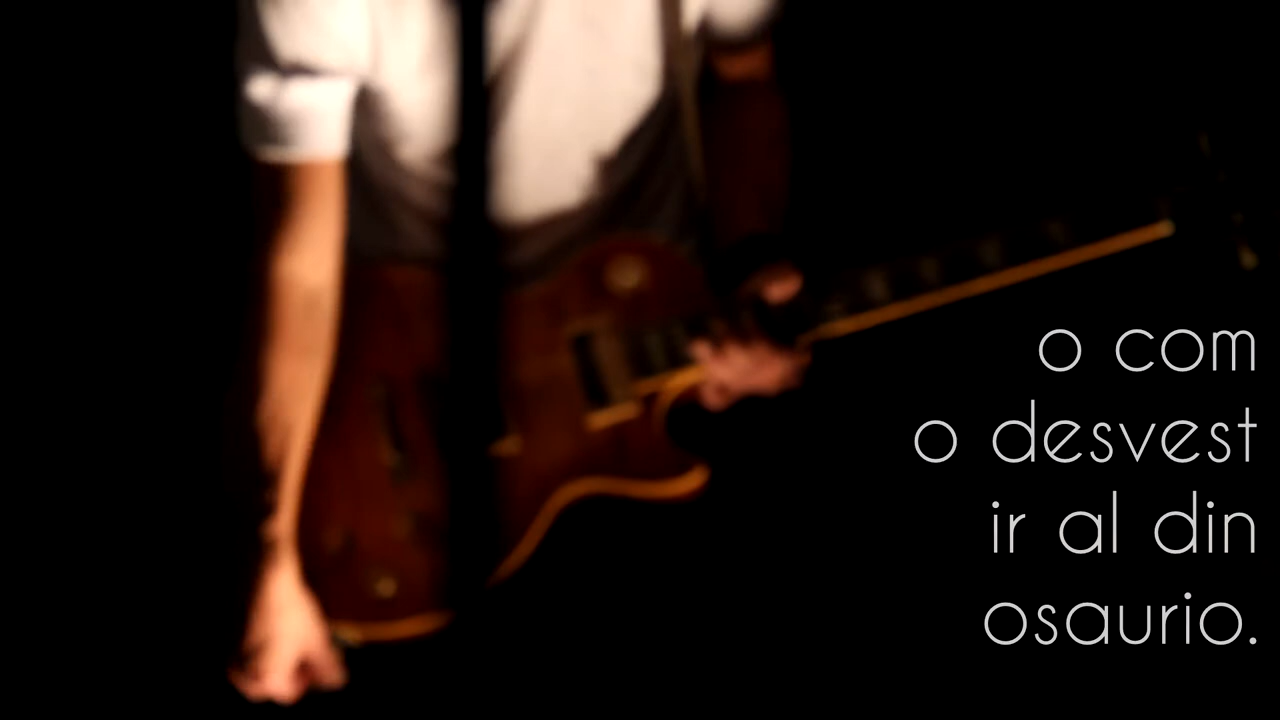 o com
o desvest
ir al din
osaurio.